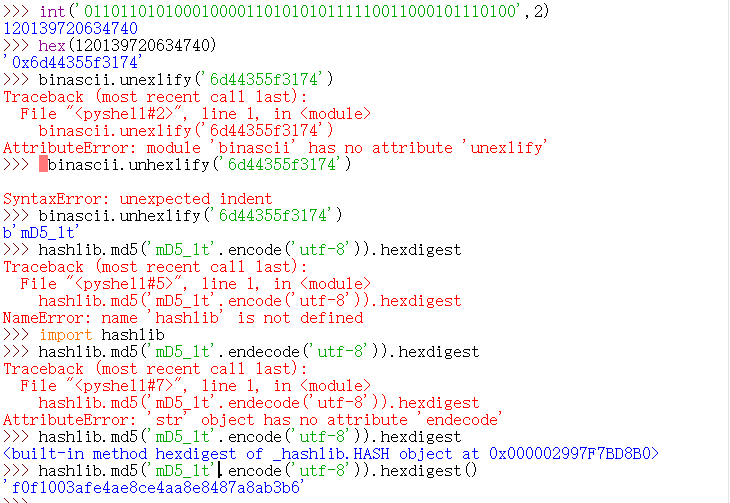 >>> int('011011010100010000110101010111110011000101110100',2)
120139720634740
>>> hex(120139720634740)
'0x6d44355f3174'
>>> binascii.unexlify('6d44355f3174')
Traceback (most recent call last):
  File "<pyshell#2>", line 1, in <module>
    binascii.unexlify('6d44355f3174')
AttributeError: module 'binascii' has no attribute 'unexlify'
>>>  binascii.unhexlify('6d44355f3174')
SyntaxError: unexpected indent
>>> binascii.unhexlify('6d44355f3174')
b'mD5_1t'
>>> hashlib.md5('mD5_1t'.encode('utf-8')).hexdigest
Traceback (most recent call last):
  File "<pyshell#5>", line 1, in <module>
    hashlib.md5('mD5_1t'.encode('utf-8')).hexdigest
NameError: name 'hashlib' is not defined
>>> import hashlib
>>> hashlib.md5('mD5_1t'.endecode('utf-8')).hexdigest
Traceback (most recent call last):
  File "<pyshell#7>", line 1, in <module>
    hashlib.md5('mD5_1t'.endecode('utf-8')).hexdigest
AttributeError: 'str' object has no attribute 'endecode'
>>> hashlib.md5('mD5_1t'.encode('utf-8')).hexdigest
<built-in method hexdigest of _hashlib.HASH object at 0x000002997F7BD8B0>
>>> hashlib.md5('mD5_1t'.encode('utf-8')).hexdigest()
'f0f1003afe4ae8ce4aa8e8487a8ab3b6'
>>>